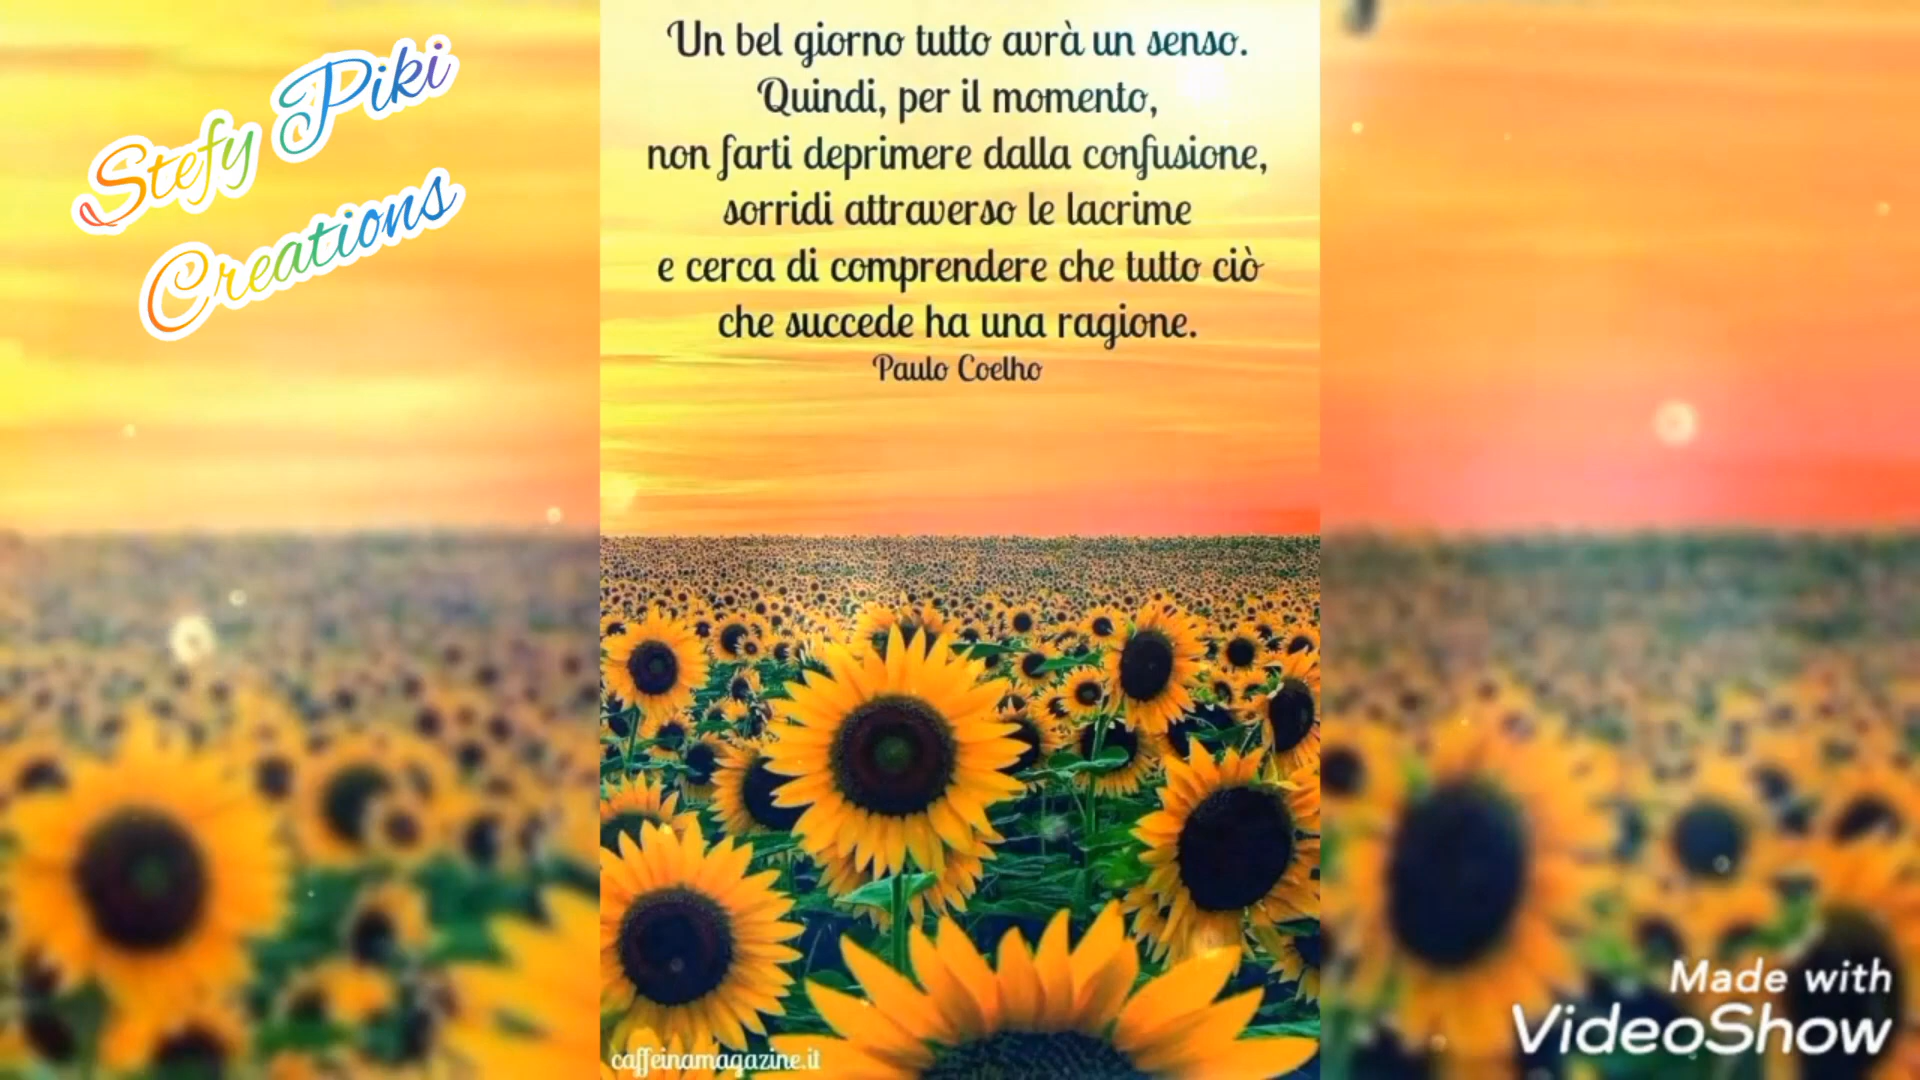 Stefy Piki
Creations
Un bel giorno tutto avrà un senso.
Quindi, per il momento,
non farti deprimere dalla confusione,
sorridi attraverso le lacrime
e cerca di comprendere che tutto ciò
che succede ha una ragione.
Paulo Coelho
caffeinamagazine.it
Made with
VideoShow